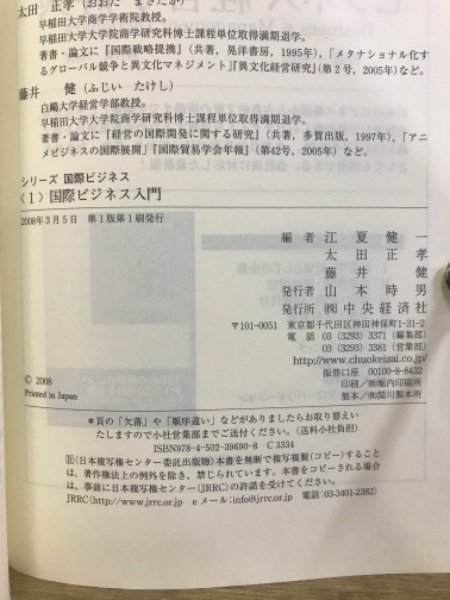 太田 正孝（おおた まさたか）
早稲田大学商学学術院教授。
早稲田大学大学院商学研究科博士課程単位取得満期退学。
著書・論文に『国際戦略提携』（共著，晃洋書房，1995年），「メタナショナル化す
るグローバル競争と異文化マネジメント」『異文化経営研究』（第2号，2005年）など。
藤井 健（ふじい たけし）
白鷗大学経営学部教授。
早稲田大学大学院商学研究科博士課程単位取得満期退学。
著書・論文に『経営の国際開発に関する研究』（共著，多賀出版，1997年），「アニ
メビジネスの国際展開」『国際貿易学会年報』（第42号，2005年）など。
シリーズ 国際ビジネス
〈1〉国際ビジネス入門
2008年3月5日 第1版第1刷発行
編者 江夏健一
太田正孝
藤井健
発行者 山本時男
発行所 ㈱中央経済社
〒101-0051 東京都千代田区神田神保町1-31-2
電話 03（3293）3371（編集部）
03（3293）3381（営業部）
http://www.chuokeizai.co.jp/
振替口座 00100-8-8432
印刷／㈱堀内印刷所
製本／㈱関川製本所
© 2008
Printed in Japan
＊頁の「欠落」や「順序違い」などがありましたらお取り替えい
たしますので小社営業部までご送付ください。（送料小社負担）
ISBN978-4-502-39690-8 C3334
Ⓡ〈日本複写権センター委託出版物〉本書を無断で複写複製（コピー）すること
は，著作権法上の例外を除き，禁じられています。本書をコピーされる場合
は，事前に日本複写権センター（JRRC）の許諾を受けてください。
JRRC〈http://www.jrrc.or.jp eメール：info@jrrc.or.jp 電話：03-3401-2382〉